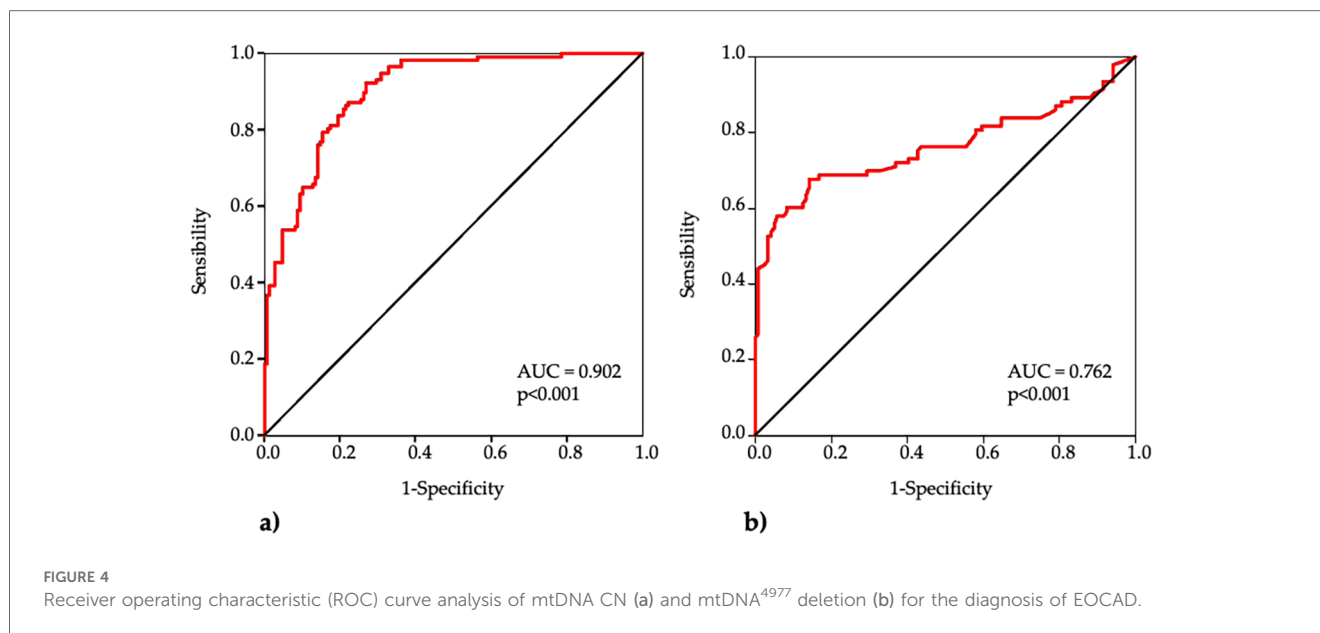 1.0
0.8
0.6
0.4
0.2
0.0
Sensibility
0.0 0.2 0.4 0.6 0.8 1.0
1-Specificity
AUC = 0.902
p<0.001
a)
1.0
0.8
0.6
0.4
0.2
0.0
Sensibility
0.0 0.2 0.4 0.6 0.8 1.0
1-Specificity
AUC = 0.762
p<0.001
b)
FIGURE 4
Receiver operating characteristic (ROC) curve analysis of mtDNA CN (a) and mtDNA⁴⁹⁷⁷ deletion (b) for the diagnosis of EOCAD.